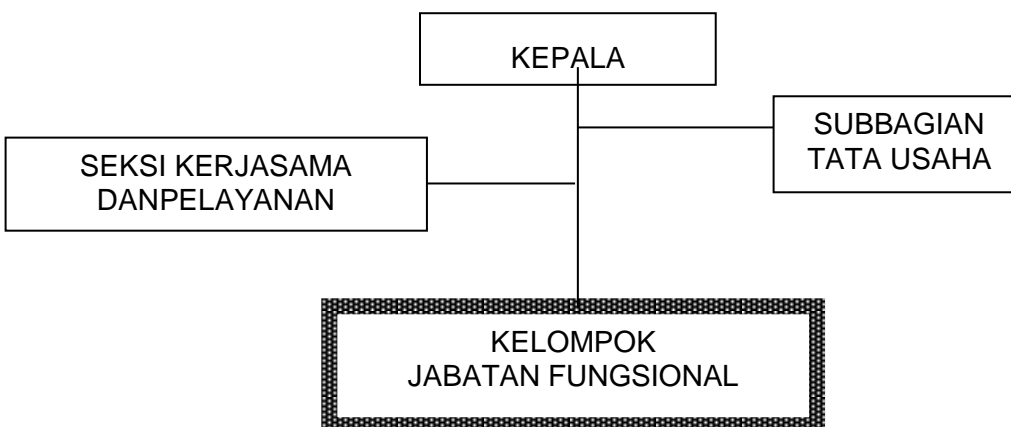 KEPALA
SUBBAGIAN
TATA USAHA
SEKSI KERJASAMA
DANPELAYANAN
KELOMPOK
JABATAN FUNGSIONAL